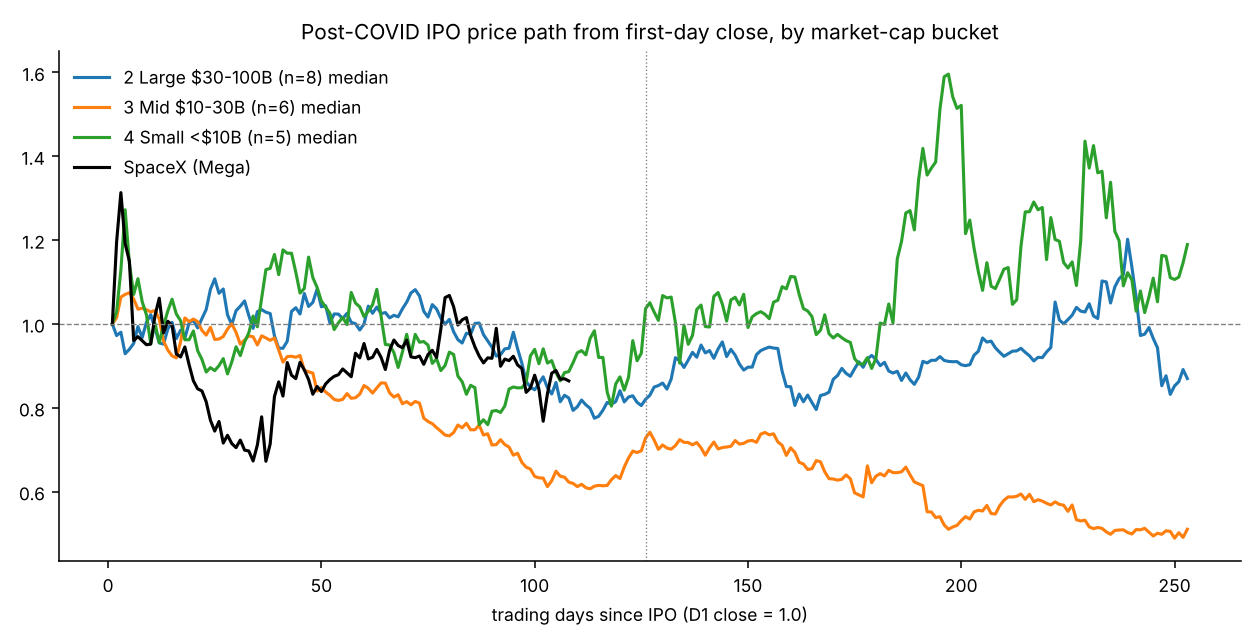 Post-COVID IPO price path from first-day close, by market-cap bucket
2 Large $30-100B (n=8) median
3 Mid $10-30B (n=6) median
4 Small <$10B (n=5) median
SpaceX (Mega)
1.6
1.4
1.2
1.0
0.8
0.6
0 50 100 150 200 250
trading days since IPO (D1 close = 1.0)